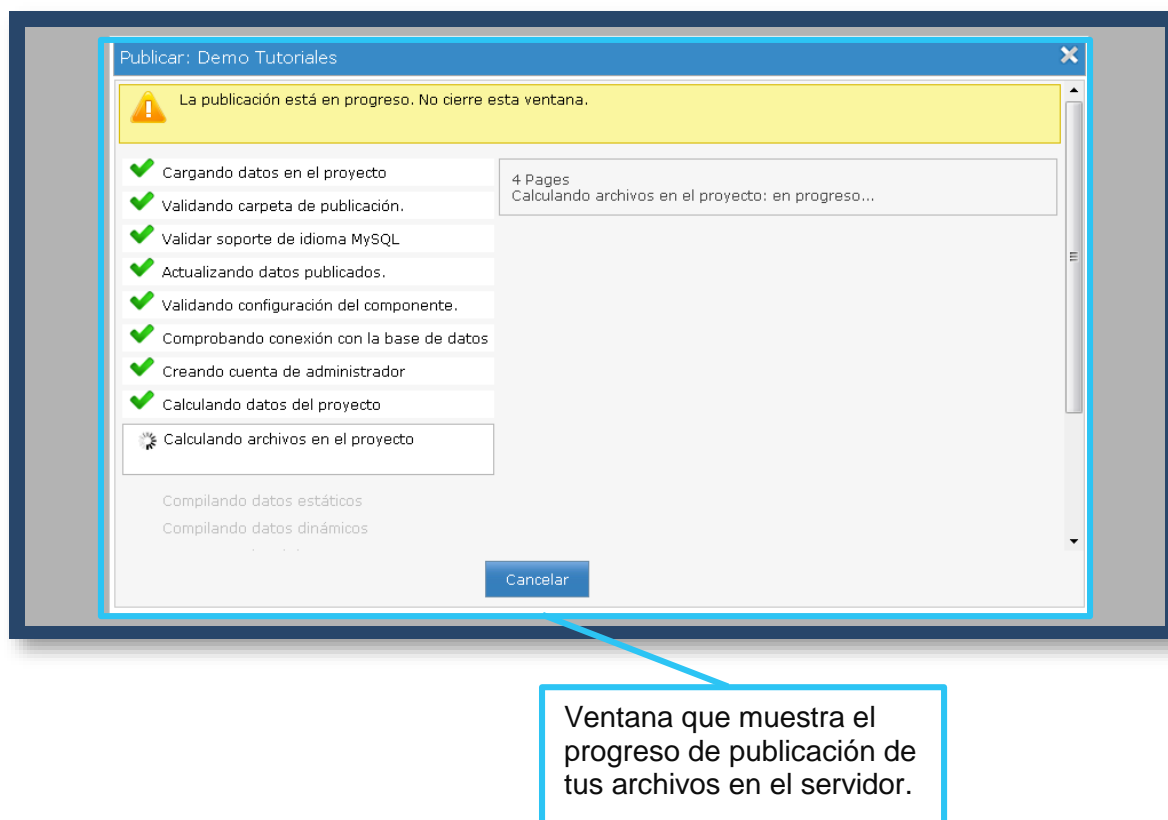 Publicar: Demo Tutoriales
La publicación está en progreso. No cierre esta ventana.
Cargando datos en el proyecto
Validando carpeta de publicación.
Validar soporte de idioma MySQL
Actualizando datos publicados.
Validando configuración del componente.
Comprobando conexión con la base de datos
Creando cuenta de administrador
Calculando datos del proyecto
Calculando archivos en el proyecto
Compilando datos estáticos
Compilando datos dinámicos
4 Pages
Calculando archivos en el proyecto: en progreso...
Cancelar
Ventana que muestra el
progreso de publicación de
tus archivos en el servidor.